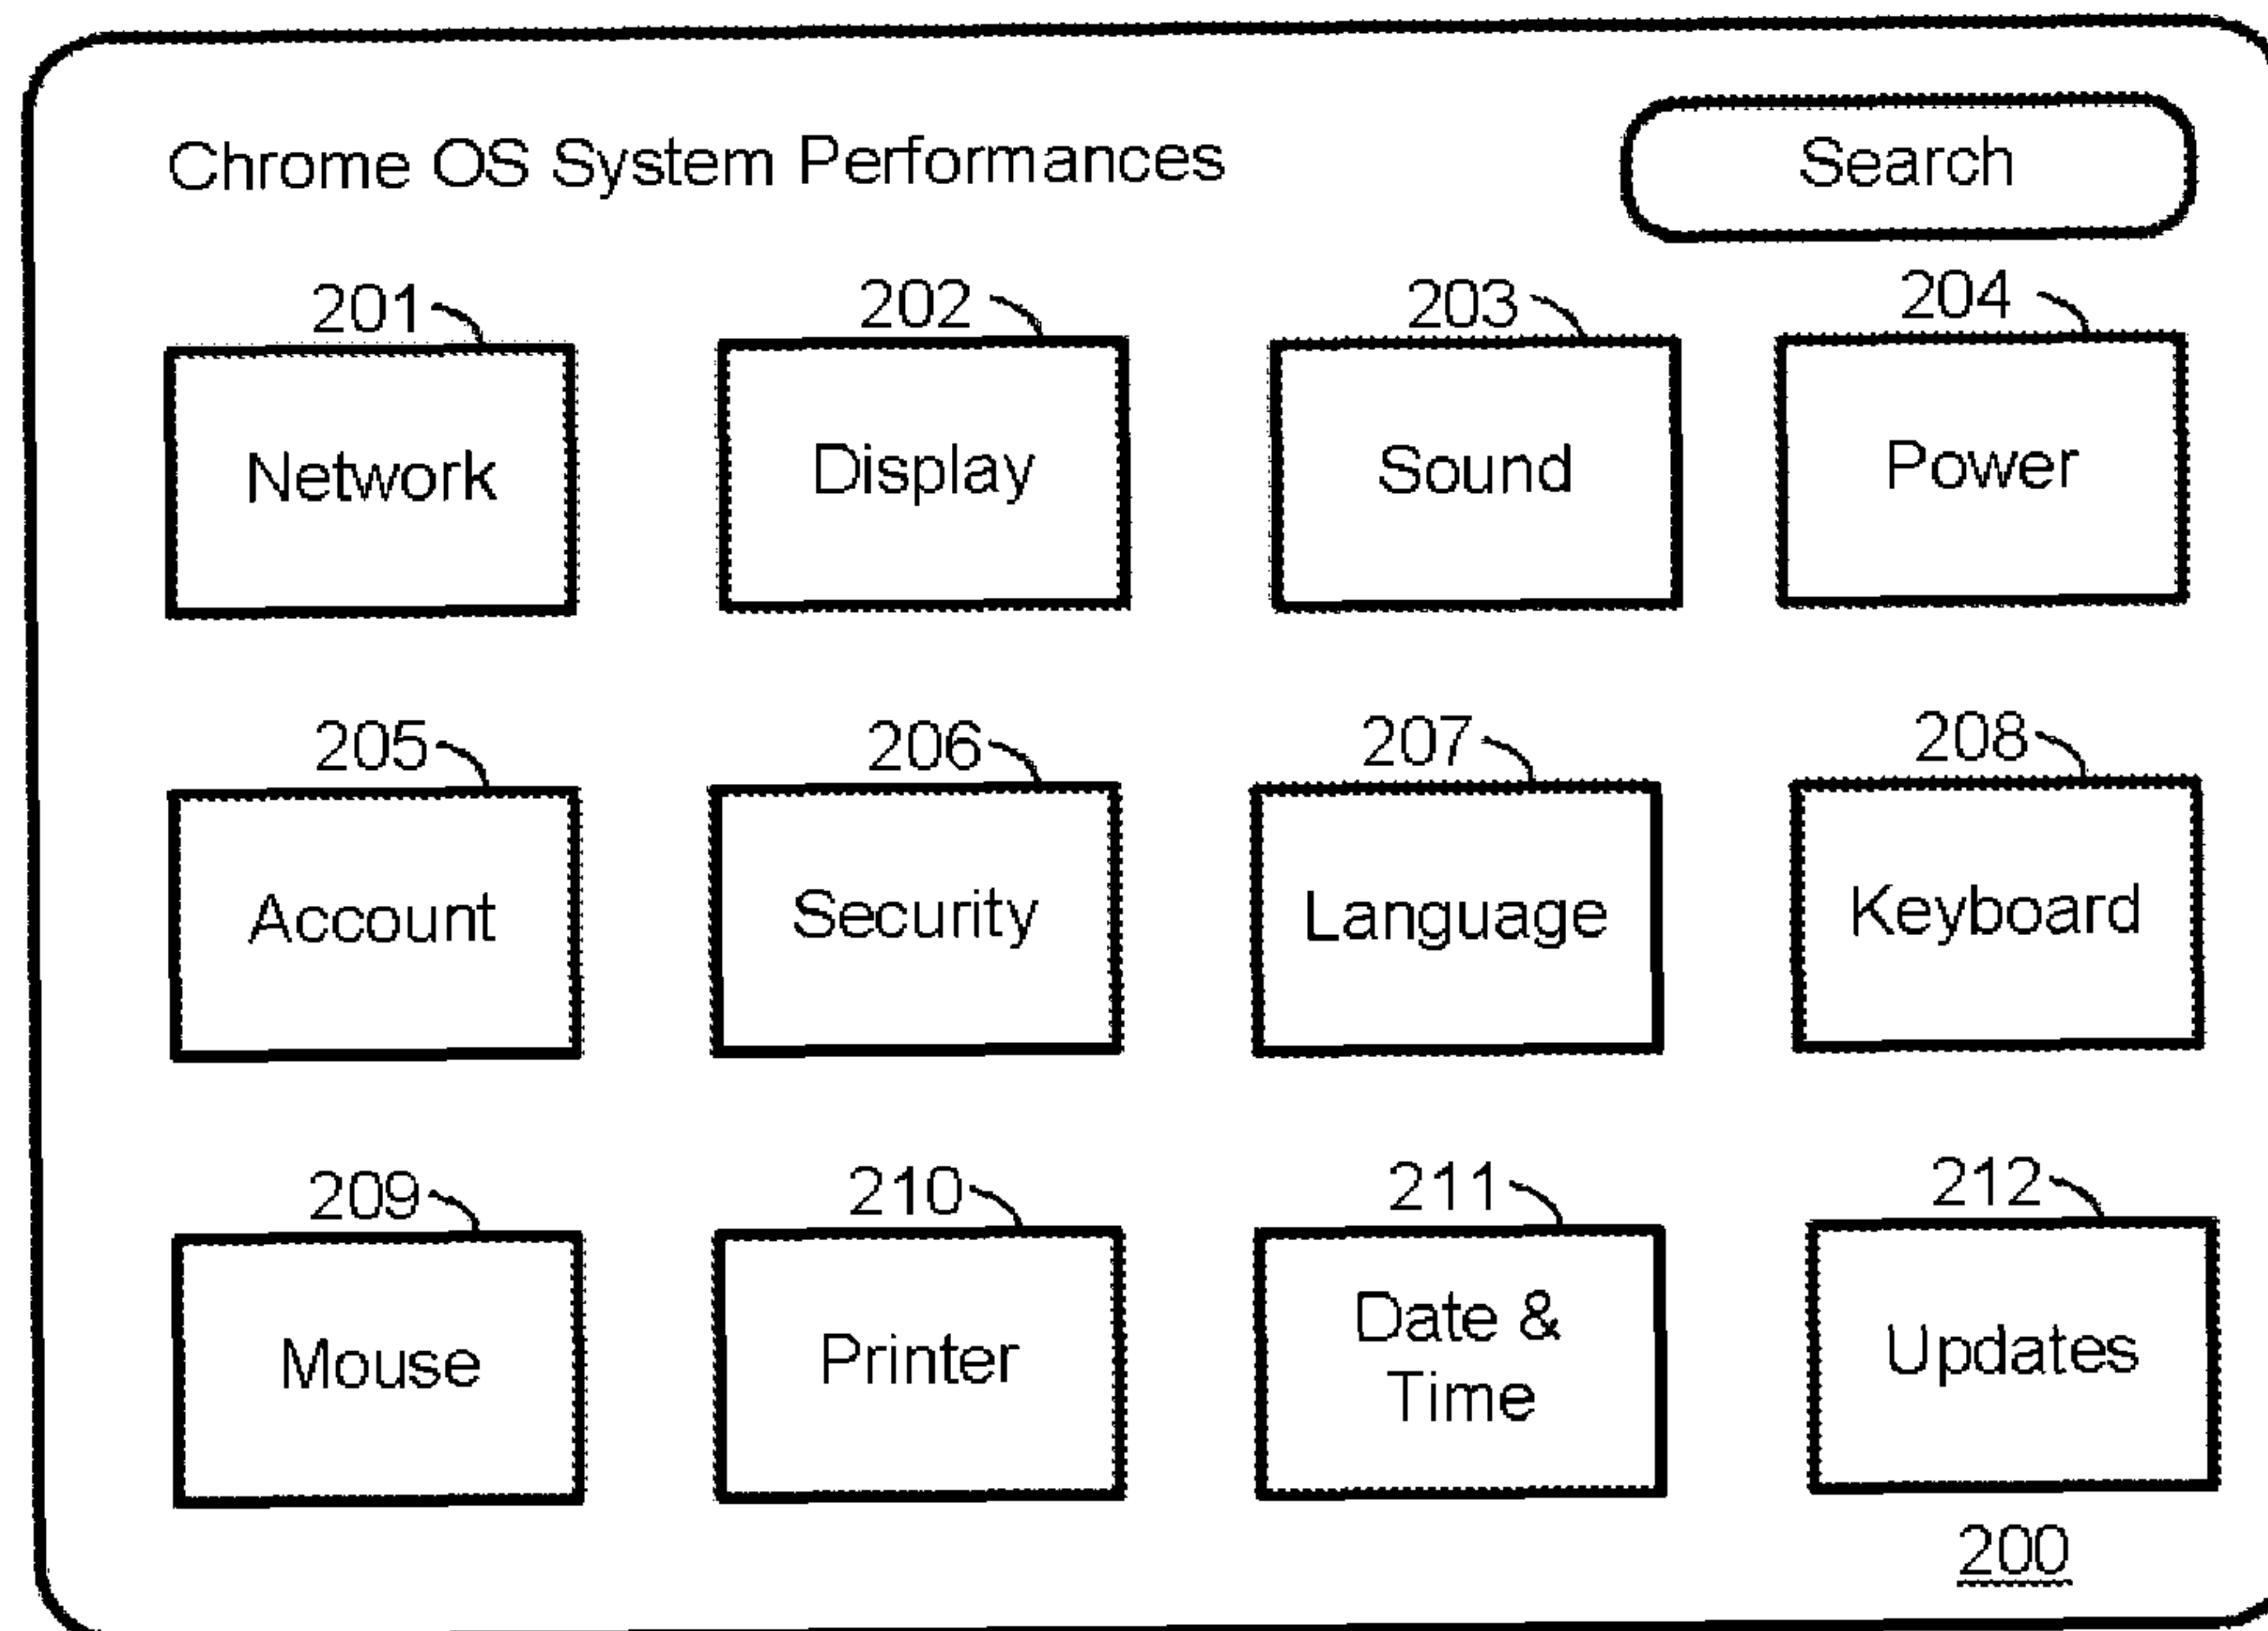 Chrome OS System Performances
Search
201
202
203
204
Network
Display
Sound
Power
205
206
207
208
Account
Security
Language
Keyboard
209
210
211
212
Mouse
Printer
Date &
Time
Updates
200